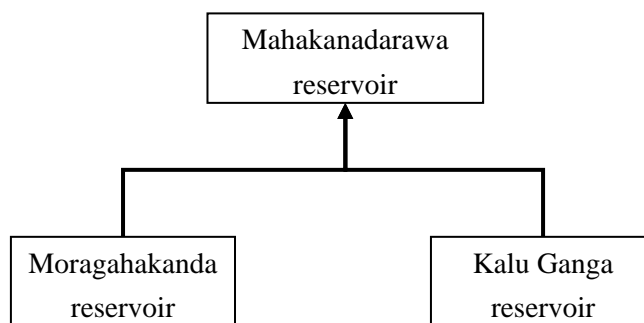 Mahakanadarawa
reservoir
Moragahakanda
reservoir
Kalu Ganga
reservoir